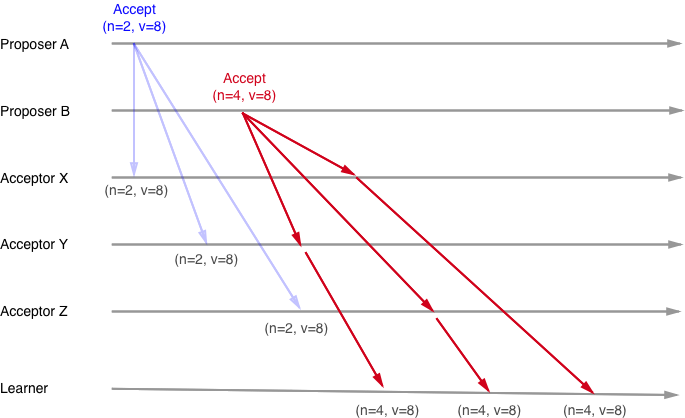 Accept
(n=2, v=8)
Proposer A
Accept
(n=4, v=8)
Proposer B
Acceptor X
(n=2, v=8)
Acceptor Y
(n=2, v=8)
Acceptor Z
(n=2, v=8)
Learner
(n=4, v=8)
(n=4, v=8)
(n=4, v=8)